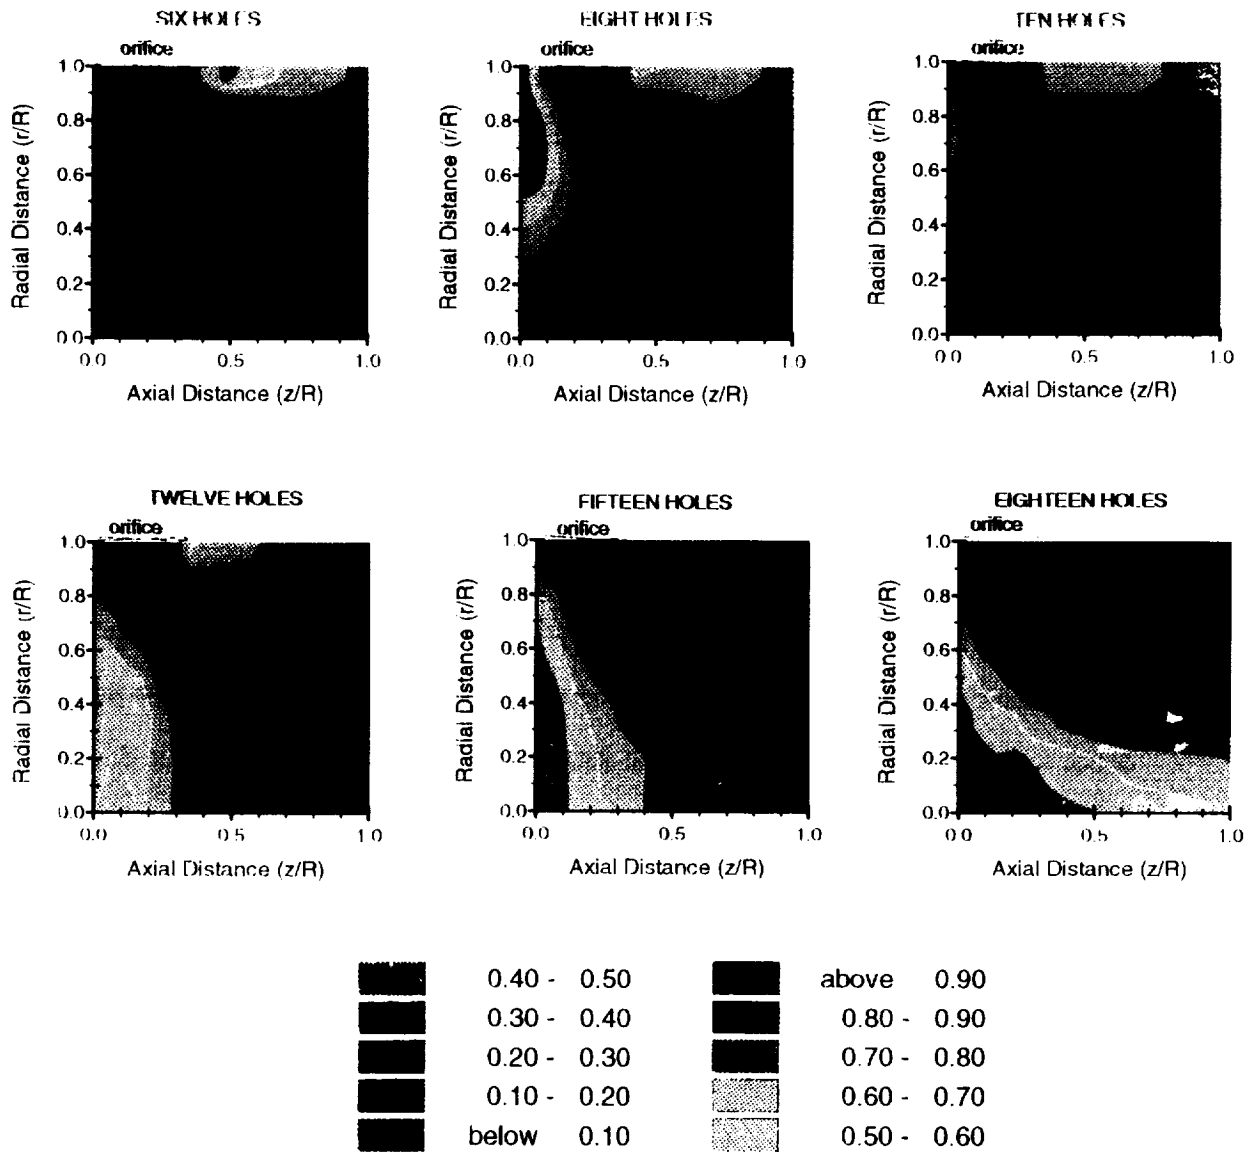 SIX HOLES
orifice
1.0
0.8
0.6
0.4
0.2
0.0
Radial Distance (r/R)
0.0 0.5 1.0
Axial Distance (z/R)
EIGHT HOLES
orifice
1.0
0.8
0.6
0.4
0.2
0.0
Radial Distance (r/R)
0.0 0.5 1.0
Axial Distance (z/R)
TEN HOLES
orifice
1.0
0.8
0.6
0.4
0.2
0.0
Radial Distance (r/R)
0.0 0.5 1.0
Axial Distance (z/R)
TWELVE HOLES
orifice
1.0
0.8
0.6
0.4
0.2
0.0
Radial Distance (r/R)
0.0 0.5 1.0
Axial Distance (z/R)
FIFTEEN HOLES
orifice
1.0
0.8
0.6
0.4
0.2
0.0
Radial Distance (r/R)
0.0 0.5 1.0
Axial Distance (z/R)
EIGHTEEN HOLES
orifice
1.0
0.8
0.6
0.4
0.2
0.0
Radial Distance (r/R)
0.0 0.5 1.0
Axial Distance (z/R)
0.40 - 0.50
0.30 - 0.40
0.20 - 0.30
0.10 - 0.20
below 0.10
above 0.90
0.80 - 0.90
0.70 - 0.80
0.60 - 0.70
0.50 - 0.60